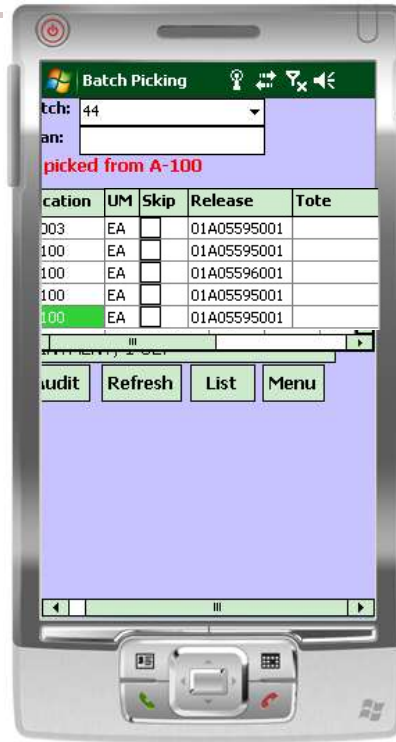 Batch Picking
tch: 44
an:
picked from A-100
cation UM Skip Release Tote
003 EA 01A05595001
100 EA 01A05595001
100 EA 01A05596001
100 EA 01A05595001
100 EA 01A05595001
udit Refresh List Menu